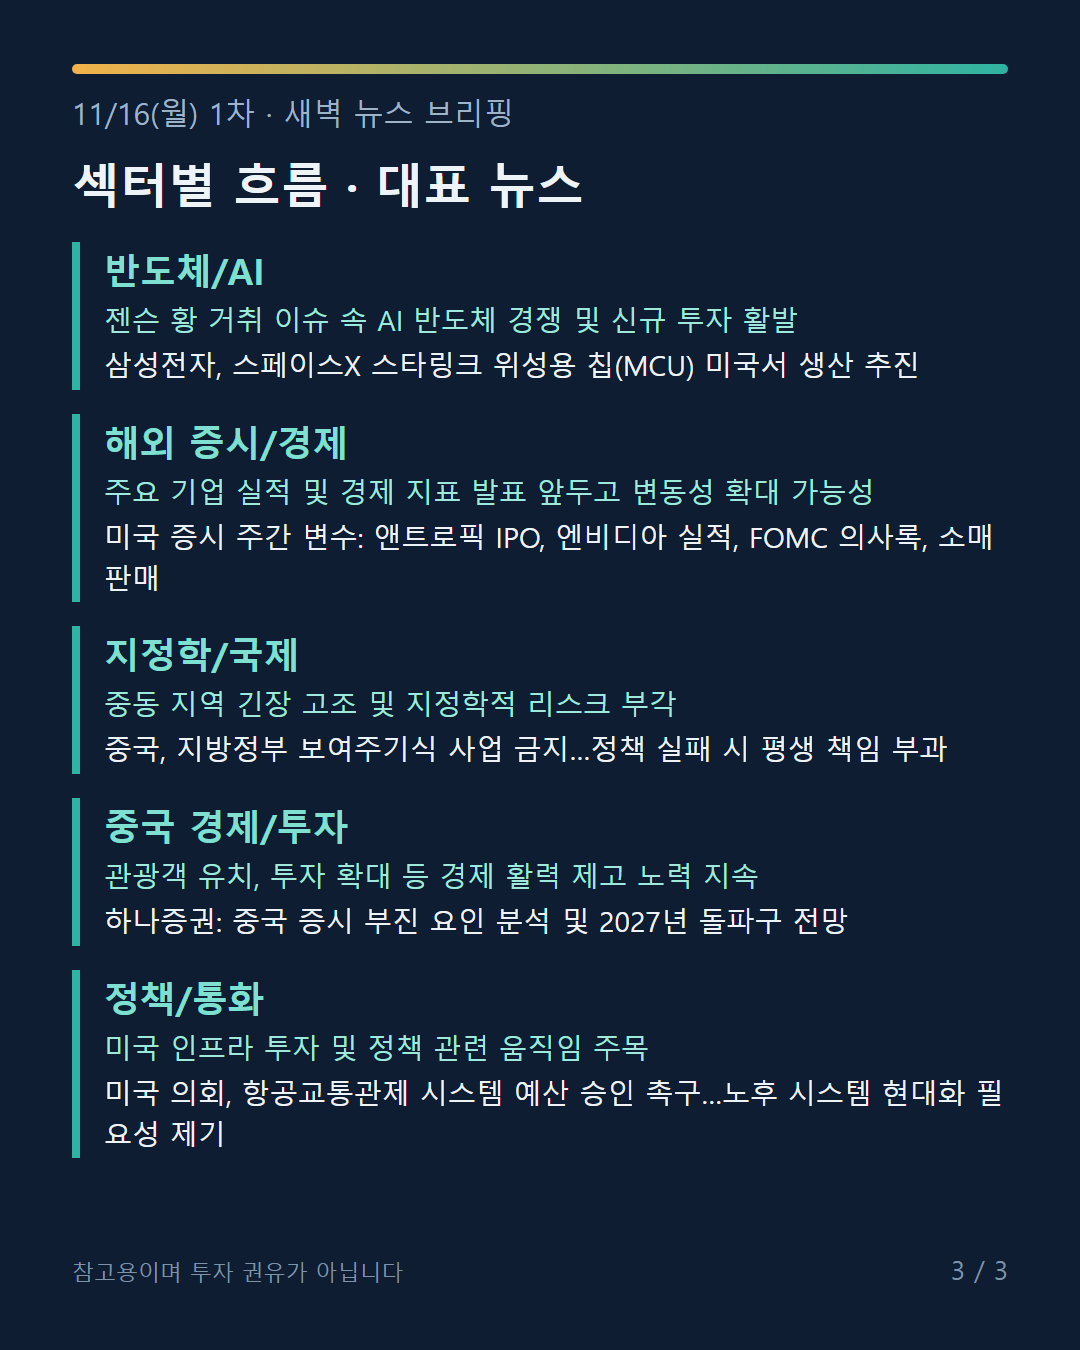 11/16(월) 1차 · 새벽 뉴스 브리핑
섹터별 흐름 · 대표 뉴스
반도체/AI
젠슨 황 거취 이슈 속 AI 반도체 경쟁 및 신규 투자 활발
삼성전자, 스페이스X 스타링크 위성용 칩(MCU) 미국서 생산 추진
해외 증시/경제
주요 기업 실적 및 경제 지표 발표 앞두고 변동성 확대 가능성
미국 증시 주간 변수: 앤트로픽 IPO, 엔비디아 실적, FOMC 의사록, 소매
판매
지정학/국제
중동 지역 긴장 고조 및 지정학적 리스크 부각
중국, 지방정부 보여주기식 사업 금지...정책 실패 시 평생 책임 부과
중국 경제/투자
관광객 유치, 투자 확대 등 경제 활력 제고 노력 지속
하나증권: 중국 증시 부진 요인 분석 및 2027년 돌파구 전망
정책/통화
미국 인프라 투자 및 정책 관련 움직임 주목
미국 의회, 항공교통관제 시스템 예산 승인 촉구...노후 시스템 현대화 필
요성 제기
참고용이며 투자 권유가 아닙니다
3 / 3